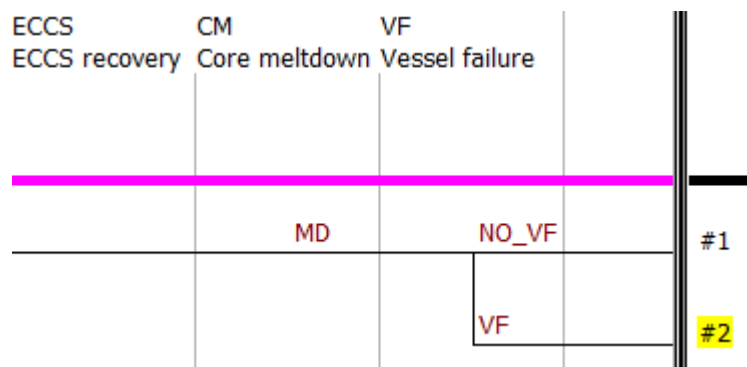 ECCS CM VF
ECCS recovery Core meltdown Vessel failure
MD NO_VF #1
VF #2